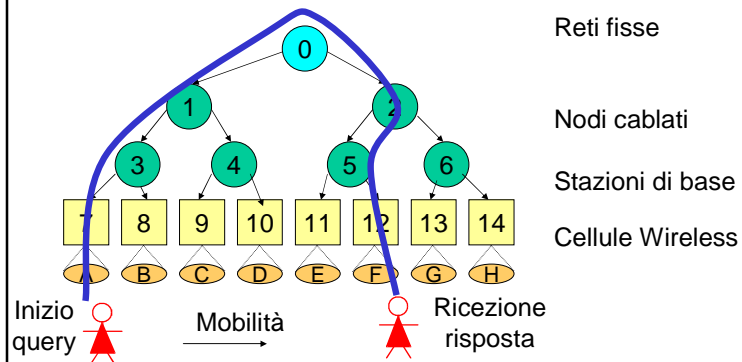 0
Reti fisse
1
2
Nodi cablati
3
4
5
6
Stazioni di base
7
8
9
10
11
12
13
14
Cellule Wireless
A
B
C
D
E
F
G
H
Inizio
query
Mobilità
Ricezione
risposta